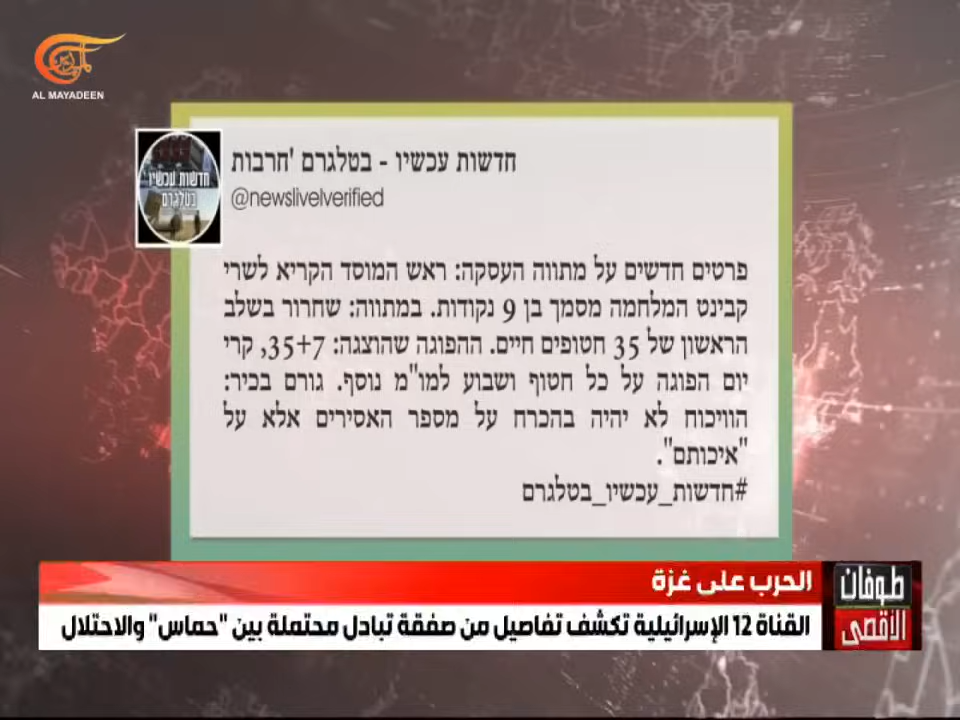 AL MAYADEEN
חדשות עכשיו - בטלגרם 'חרבות
@newslivelverified
חדשות עכשיו
בטלגרם
פרטים חדשים על מתווה העסקה: ראש המוסד הקריא לשרי
קבינט המלחמה מסמך בן 9 נקודות. במתווה: שחרור בשלב
הראשון של 35 חטופים חיים. ההפוגה שהוצגה: 35+7, קרי
יום הפוגה על כל חטוף ושבוע למו"מ נוסף. גורם בכיר:
הוויכוח לא יהיה בהכרח על מספר האסירים אלא על
"איכותם".
#חדשות_עכשיו_בטלגרם
الحرب على غزة
القناة 12 الإسرائيلية تكشف تفاصيل من صفقة تبادل محتملة بين "حماس" والاحتلال
طوفان
الأقصى